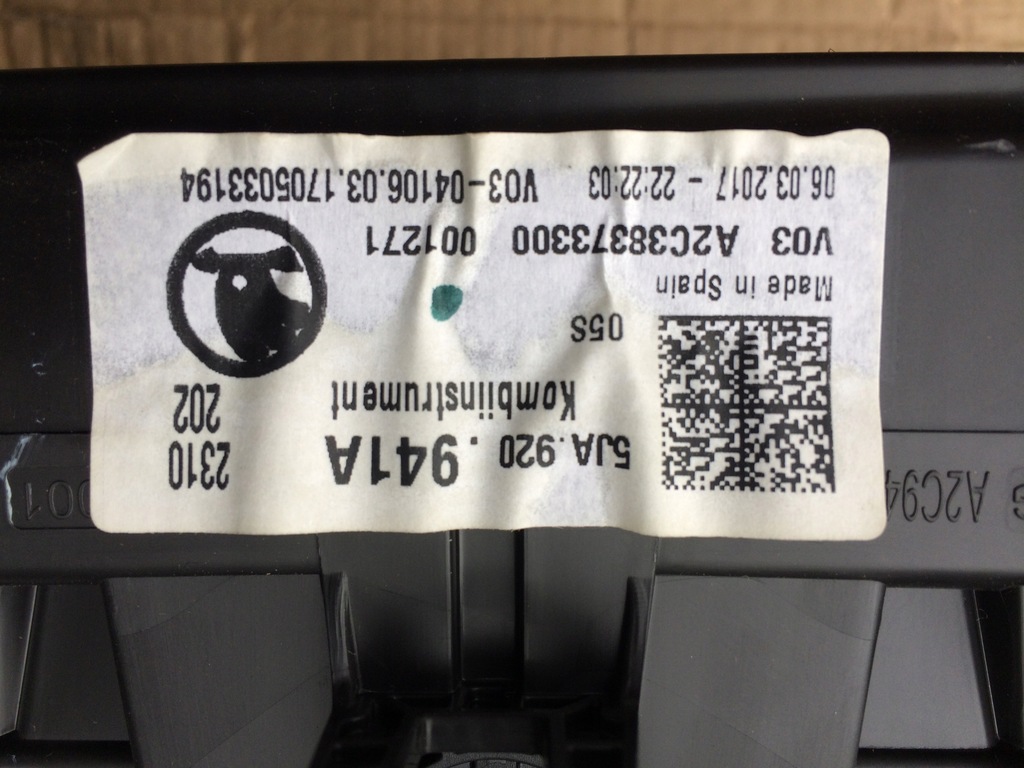 A2C94
5JA.920 .941A 2310
Kombiinstrument 202
05S
Made in Spain
V03 A2C38373300 001271
06.03.2017 - 22:22:03 V03-04106.03.1705033194